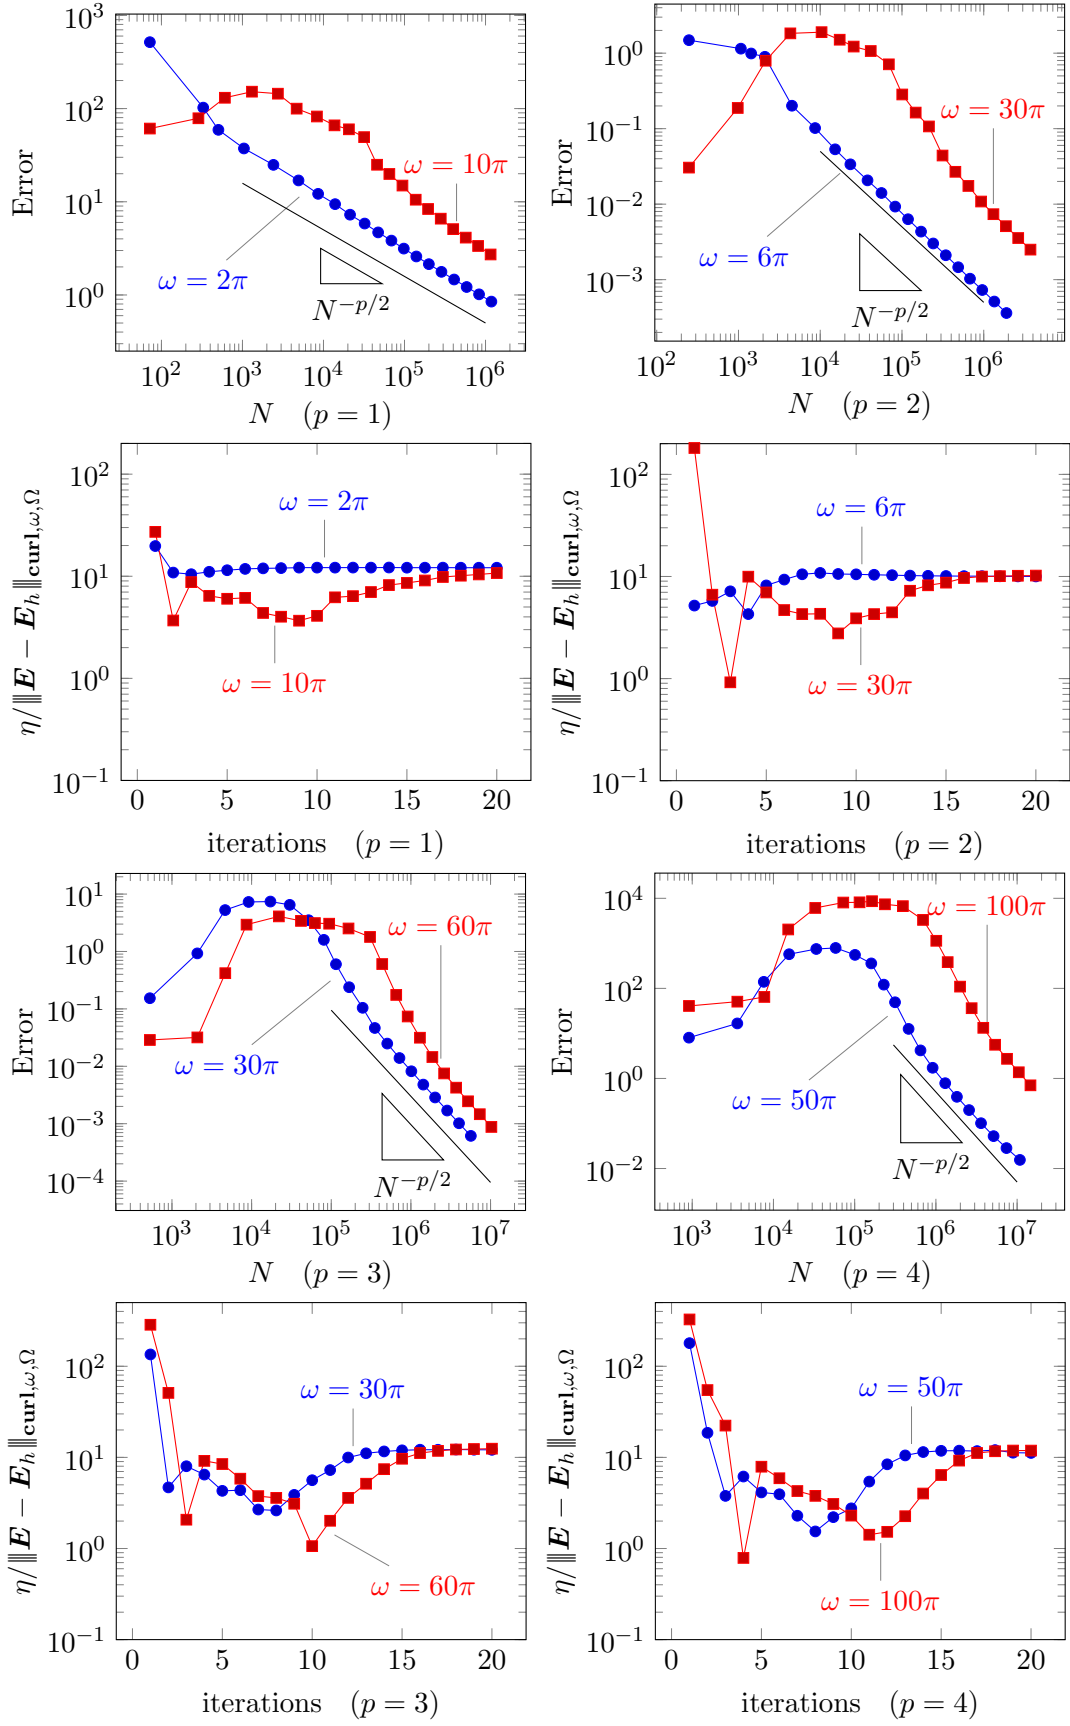 10^3
10^2
10^1
10^0
Error
ω = 10π
ω = 2π
N^{−p/2}
10^2 10^3 10^4 10^5 10^6
N (p = 1)
10^0
10^{−1}
10^{−2}
10^{−3}
Error
ω = 30π
ω = 6π
N^{−p/2}
10^2 10^3 10^4 10^5 10^6
N (p = 2)
10^2
10^1
10^0
10^{−1}
η/|||E − E_h|||_{curl,ω,Ω}
ω = 2π
ω = 10π
0 5 10 15 20
iterations (p = 1)
10^2
10^1
10^0
10^{−1}
η/|||E − E_h|||_{curl,ω,Ω}
ω = 6π
ω = 30π
0 5 10 15 20
iterations (p = 2)
10^1
10^0
10^{−1}
10^{−2}
10^{−3}
10^{−4}
Error
ω = 60π
ω = 30π
N^{−p/2}
10^3 10^4 10^5 10^6 10^7
N (p = 3)
10^4
10^2
10^0
10^{−2}
Error
ω = 100π
ω = 50π
N^{−p/2}
10^3 10^4 10^5 10^6 10^7
N (p = 4)
10^2
10^1
10^0
10^{−1}
η/|||E − E_h|||_{curl,ω,Ω}
ω = 30π
ω = 60π
0 5 10 15 20
iterations (p = 3)
10^2
10^1
10^0
10^{−1}
η/|||E − E_h|||_{curl,ω,Ω}
ω = 50π
ω = 100π
0 5 10 15 20
iterations (p = 4)